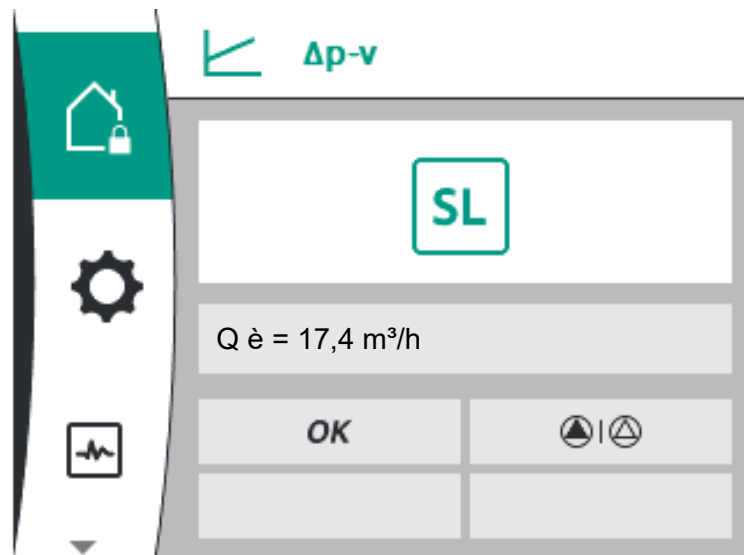 Δp-v
SL
Q è = 17,4 m³/h
OK